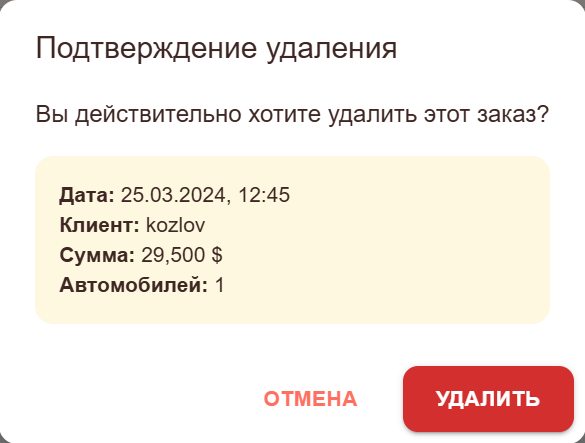 Подтверждение удаления
Вы действительно хотите удалить этот заказ?
Дата: 25.03.2024, 12:45
Клиент: kozlov
Сумма: 29,500 $
Автомобилей: 1
ОТМЕНА
УДАЛИТЬ